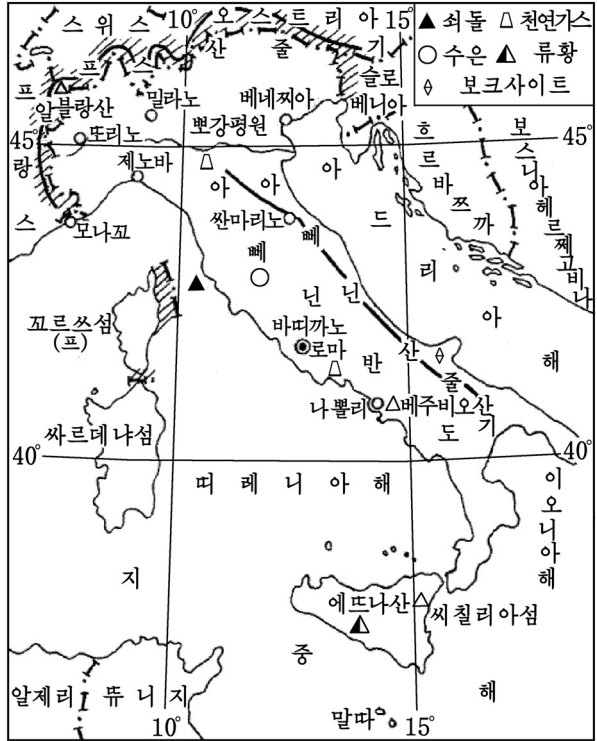 10°
15°
오스트리아
스위스
산줄기
프스
▲ 쇠돌 천연가스
○ 수은 류황
보크사이트
슬로베니아
프랑스
알
블랑산
밀라노
베네찌아
또리노
뽀강평원
45°
45°
제노바
흐르바쯔까
보스니아 헤르쩨고비나
모나꼬
싼마리노
아뻰닌산줄기
아뻬닌반도
아드리아해
꼬르쓰섬
(프)
바띠까노
로마
나뽈리
베주비오산
싸르데냐섬
40°
40°
띠레니아해
이오니아해
에뜨나산
씨칠리아섬
지중해
알제리
뜌니지
말따
10°
15°